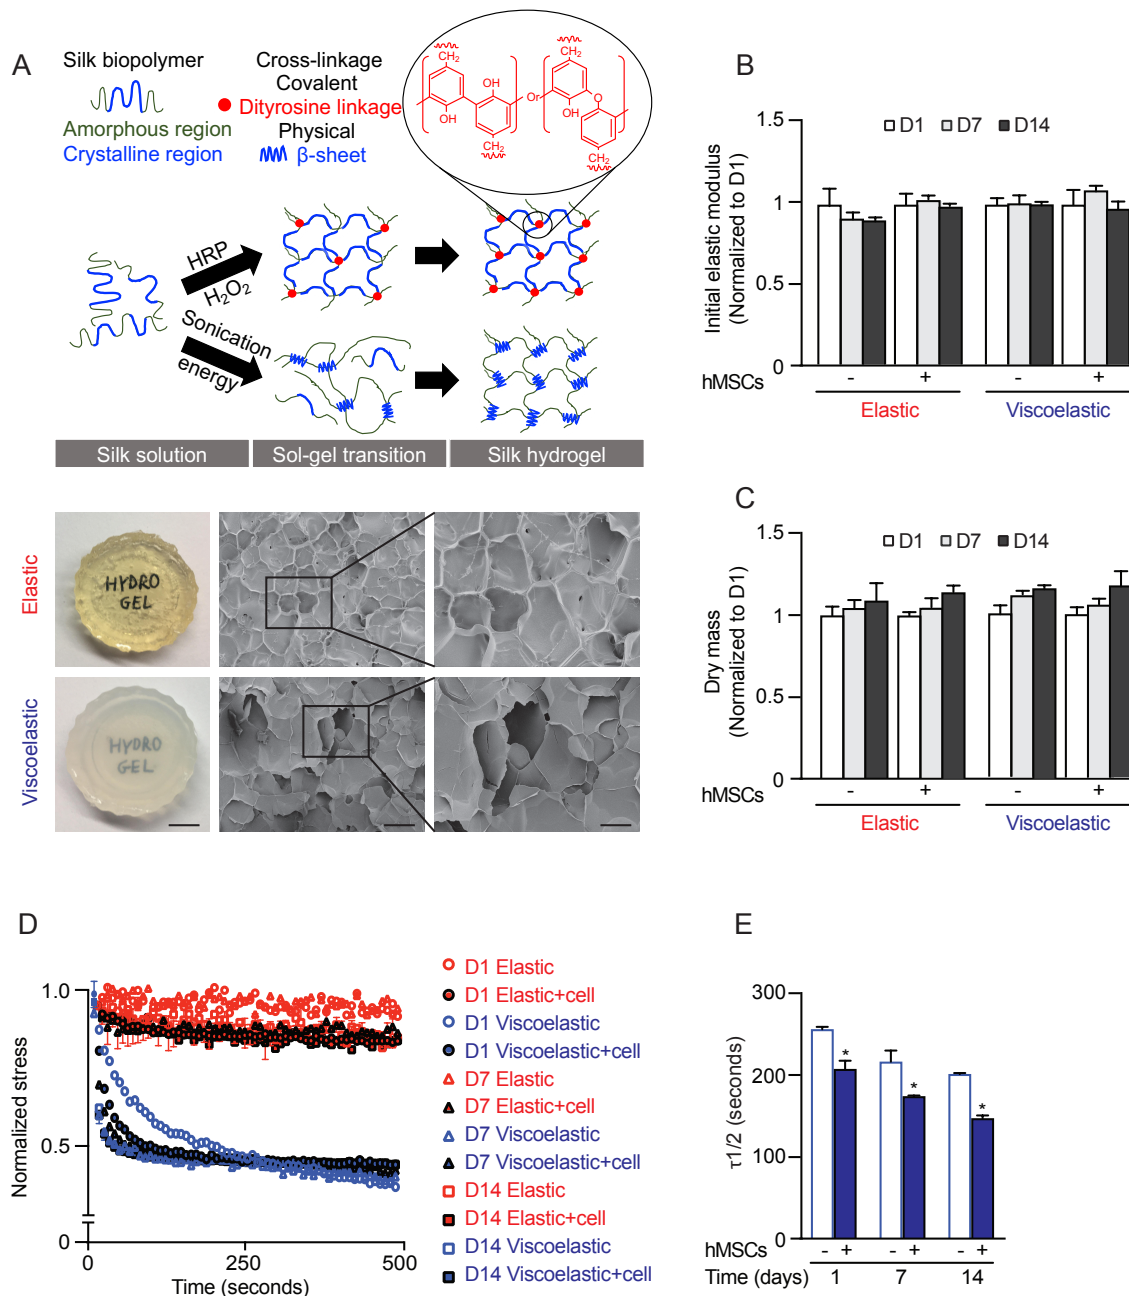 A
Silk biopolymer
Amorphous region
Crystalline region
Cross-linkage
Covalent
Dityrosine linkage
Physical
β-sheet
CH2
OH
OH
CH2
Or
CH2
O
OH
CH2
HRP
H2O2
Sonication
energy
Silk solution
Sol-gel transition
Silk hydrogel
Elastic
HYDRO
GEL
Viscoelastic
HYDRO
GEL
B
Initial elastic modulus
(Normalized to D1)
1.5
1
0.5
0
D1 D7 D14
hMSCs - + - +
Elastic Viscoelastic
C
Dry mass
(Normalized to D1)
1.5
1
0.5
0
D1 D7 D14
hMSCs - + - +
Elastic Viscoelastic
D
Normalized stress
1.0
0.5
0
0 250 500
Time (seconds)
D1 Elastic
D1 Elastic+cell
D1 Viscoelastic
D1 Viscoelastic+cell
D7 Elastic
D7 Elastic+cell
D7 Viscoelastic
D7 Viscoelastic+cell
D14 Elastic
D14 Elastic+cell
D14 Viscoelastic
D14 Viscoelastic+cell
E
τ1/2 (seconds)
300
200
100
0
* * *
hMSCs - + - + - +
Time (days) 1 7 14